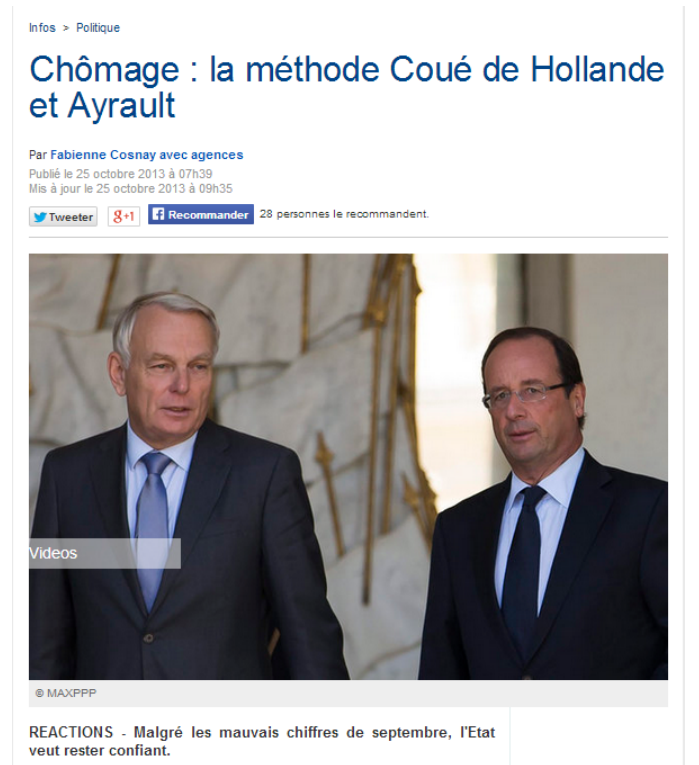 Infos > Politique
Chômage : la méthode Coué de Hollande
et Ayrault
Par Fabienne Cosnay avec agences
Publié le 25 octobre 2013 à 07h39
Mis à jour le 25 octobre 2013 à 09h35
Tweeter g+1 f Recommander 28 personnes le recommandent.
Videos
© MAXPPP
REACTIONS - Malgré les mauvais chiffres de septembre, l'Etat
veut rester confiant.